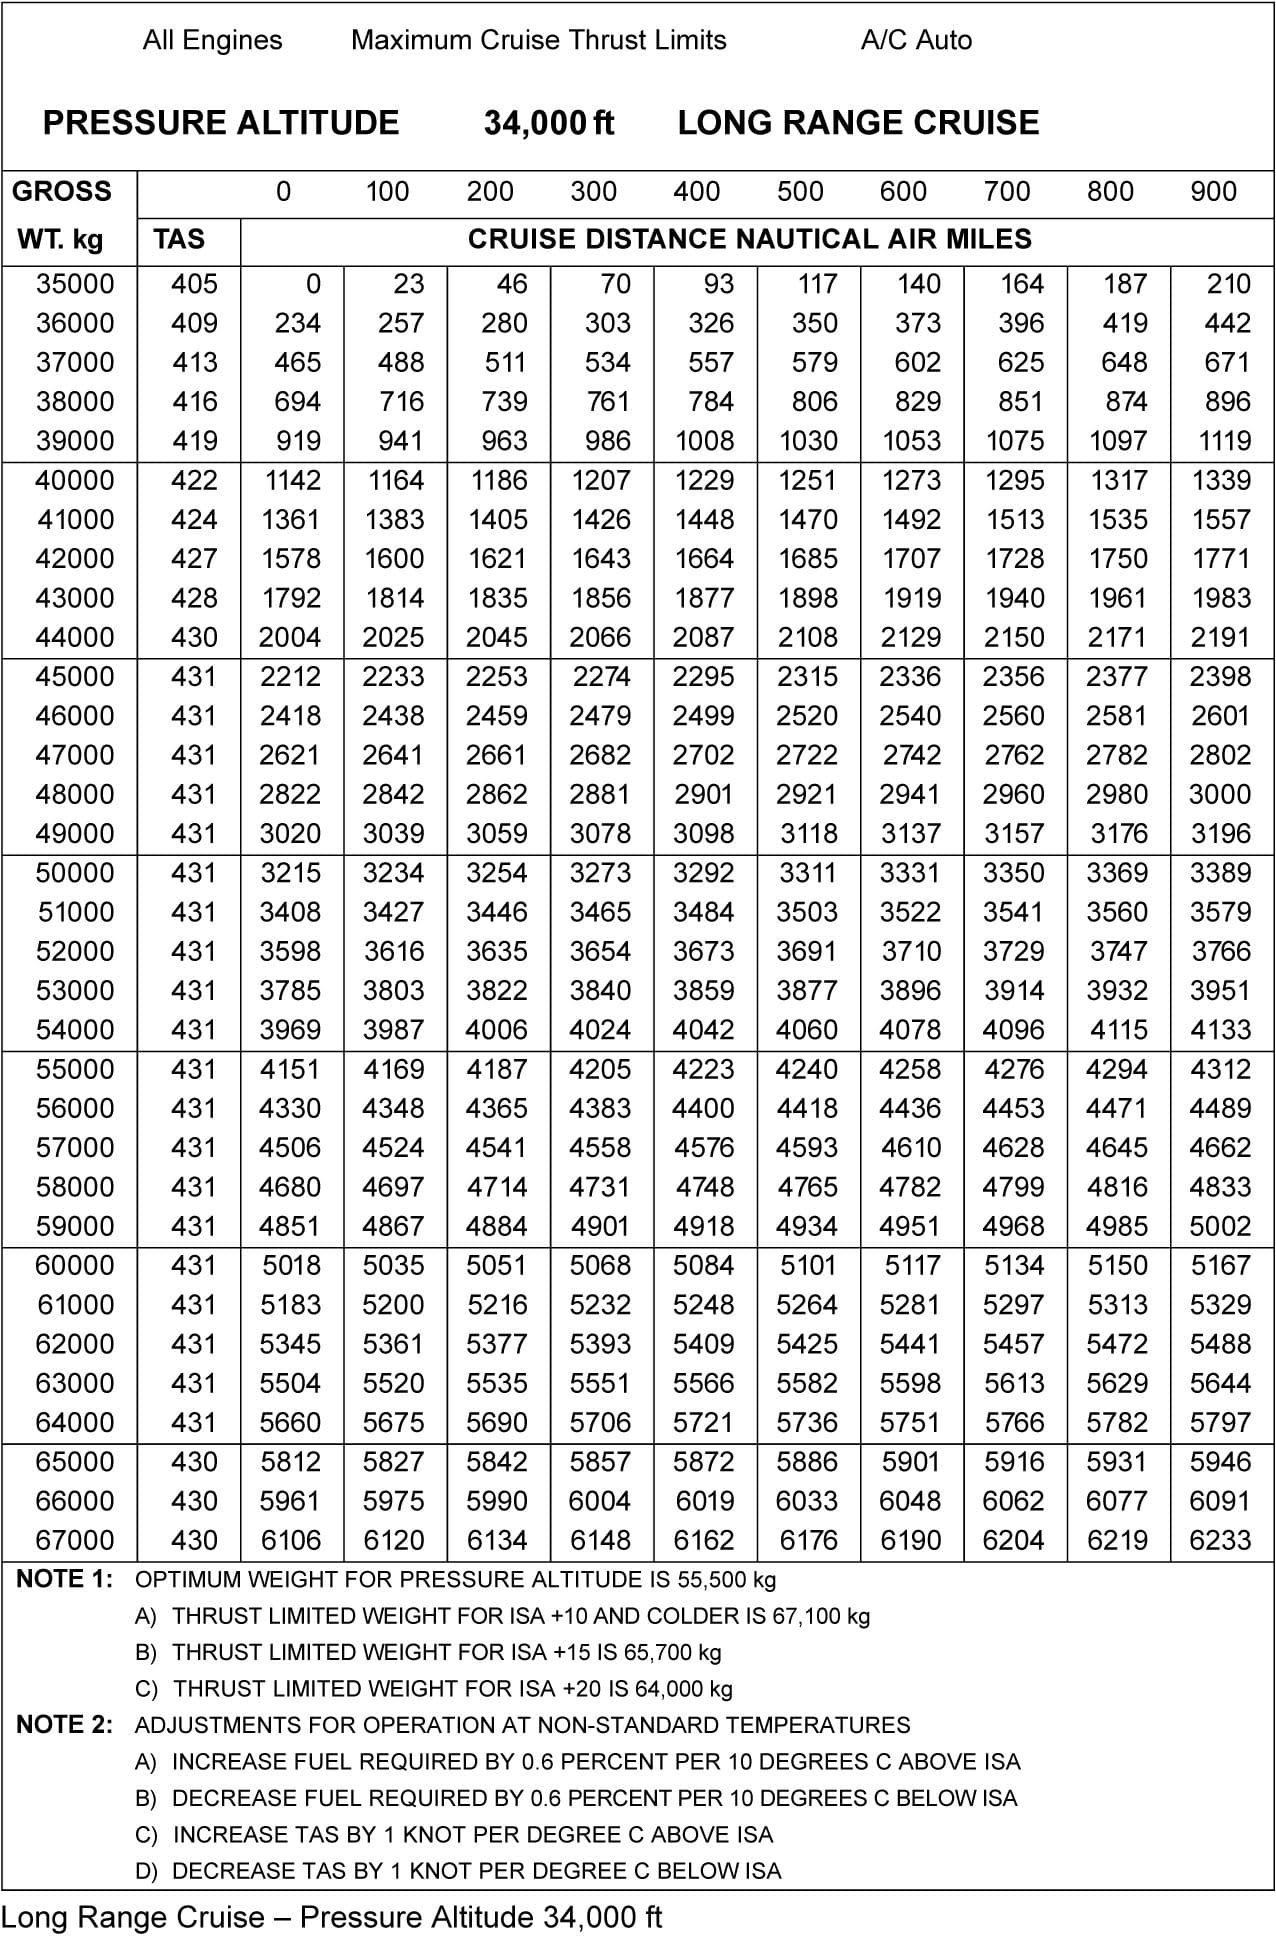 All Engines Maximum Cruise Thrust Limits A/C Auto
PRESSURE ALTITUDE 34,000 ft LONG RANGE CRUISE
GROSS 0 100 200 300 400 500 600 700 800 900
WT. kg TAS CRUISE DISTANCE NAUTICAL AIR MILES
35000 405 0 23 46 70 93 117 140 164 187 210
36000 409 234 257 280 303 326 350 373 396 419 442
37000 413 465 488 511 534 557 579 602 625 648 671
38000 416 694 716 739 761 784 806 829 851 874 896
39000 419 919 941 963 986 1008 1030 1053 1075 1097 1119
40000 422 1142 1164 1186 1207 1229 1251 1273 1295 1317 1339
41000 424 1361 1383 1405 1426 1448 1470 1492 1513 1535 1557
42000 427 1578 1600 1621 1643 1664 1685 1707 1728 1750 1771
43000 428 1792 1814 1835 1856 1877 1898 1919 1940 1961 1983
44000 430 2004 2025 2045 2066 2087 2108 2129 2150 2171 2191
45000 431 2212 2233 2253 2274 2295 2315 2336 2356 2377 2398
46000 431 2418 2438 2459 2479 2499 2520 2540 2560 2581 2601
47000 431 2621 2641 2661 2682 2702 2722 2742 2762 2782 2802
48000 431 2822 2842 2862 2881 2901 2921 2941 2960 2980 3000
49000 431 3020 3039 3059 3078 3098 3118 3137 3157 3176 3196
50000 431 3215 3234 3254 3273 3292 3311 3331 3350 3369 3389
51000 431 3408 3427 3446 3465 3484 3503 3522 3541 3560 3579
52000 431 3598 3616 3635 3654 3673 3691 3710 3729 3747 3766
53000 431 3785 3803 3822 3840 3859 3877 3896 3914 3932 3951
54000 431 3969 3987 4006 4024 4042 4060 4078 4096 4115 4133
55000 431 4151 4169 4187 4205 4223 4240 4258 4276 4294 4312
56000 431 4330 4348 4365 4383 4400 4418 4436 4453 4471 4489
57000 431 4506 4524 4541 4558 4576 4593 4610 4628 4645 4662
58000 431 4680 4697 4714 4731 4748 4765 4782 4799 4816 4833
59000 431 4851 4867 4884 4901 4918 4934 4951 4968 4985 5002
60000 431 5018 5035 5051 5068 5084 5101 5117 5134 5150 5167
61000 431 5183 5200 5216 5232 5248 5264 5281 5297 5313 5329
62000 431 5345 5361 5377 5393 5409 5425 5441 5457 5472 5488
63000 431 5504 5520 5535 5551 5566 5582 5598 5613 5629 5644
64000 431 5660 5675 5690 5706 5721 5736 5751 5766 5782 5797
65000 430 5812 5827 5842 5857 5872 5886 5901 5916 5931 5946
66000 430 5961 5975 5990 6004 6019 6033 6048 6062 6077 6091
67000 430 6106 6120 6134 6148 6162 6176 6190 6204 6219 6233
NOTE 1: OPTIMUM WEIGHT FOR PRESSURE ALTITUDE IS 55,500 kg
A) THRUST LIMITED WEIGHT FOR ISA +10 AND COLDER IS 67,100 kg
B) THRUST LIMITED WEIGHT FOR ISA +15 IS 65,700 kg
C) THRUST LIMITED WEIGHT FOR ISA +20 IS 64,000 kg
NOTE 2: ADJUSTMENTS FOR OPERATION AT NON-STANDARD TEMPERATURES
A) INCREASE FUEL REQUIRED BY 0.6 PERCENT PER 10 DEGREES C ABOVE ISA
B) DECREASE FUEL REQUIRED BY 0.6 PERCENT PER 10 DEGREES C BELOW ISA
C) INCREASE TAS BY 1 KNOT PER DEGREE C ABOVE ISA
D) DECREASE TAS BY 1 KNOT PER DEGREE C BELOW ISA
Long Range Cruise – Pressure Altitude 34,000 ft